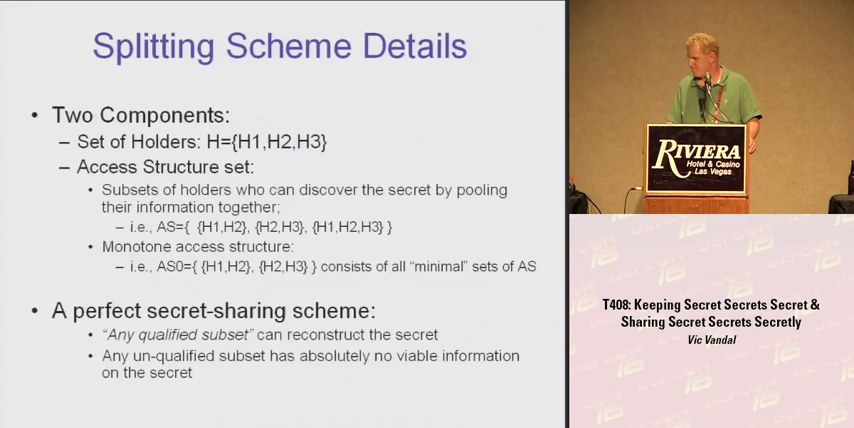 Splitting Scheme Details
• Two Components:
– Set of Holders: H={H1,H2,H3}
– Access Structure set:
• Subsets of holders who can discover the secret by pooling
their information together;
– i.e., AS={ {H1,H2}, {H2,H3}, {H1,H2,H3} }
• Monotone access structure:
– i.e., AS0={ {H1,H2}, {H2,H3} } consists of all “minimal” sets of AS
• A perfect secret-sharing scheme:
• “Any qualified subset” can reconstruct the secret
• Any un-qualified subset has absolutely no viable information
on the secret
RIVIERA
Hotel & Casino
Las Vegas
T408: Keeping Secret Secrets Secret &
Sharing Secret Secrets Secretly
Vic Vandal